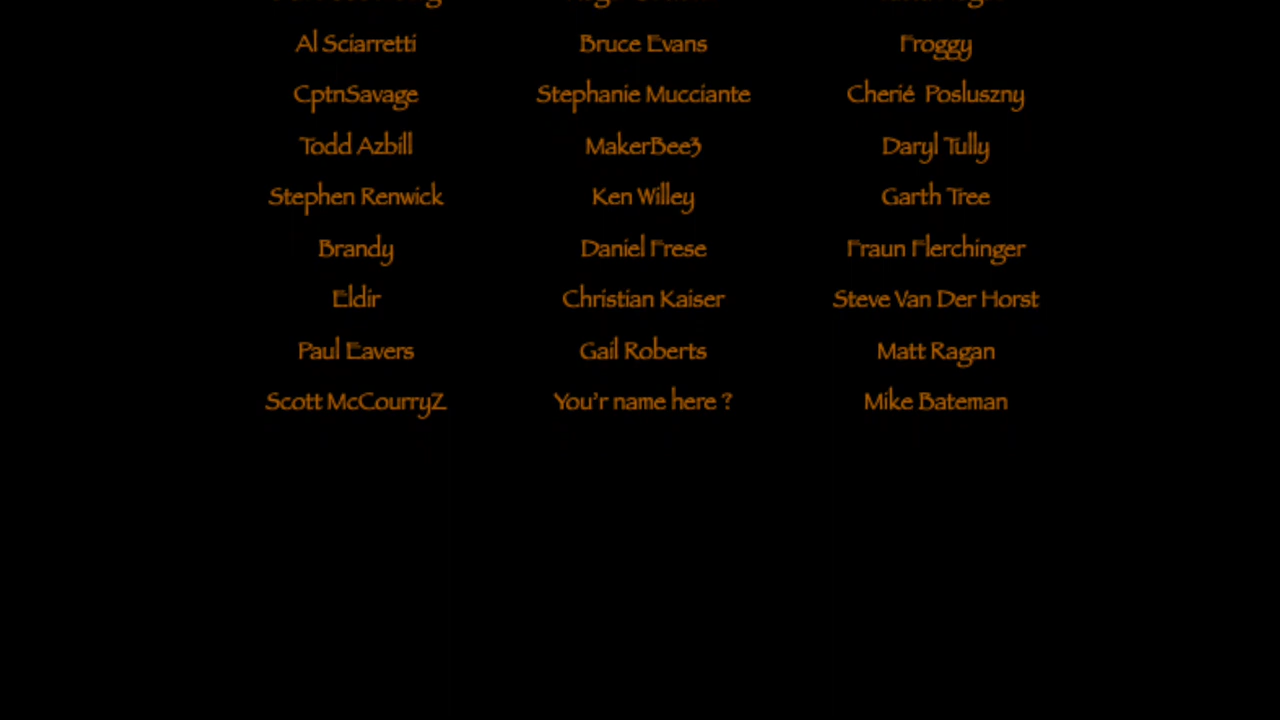 Al Sciarretti Bruce Evans Froggy
CptnSavage Stephanie Mucciante Cherié Posluszny
Todd Azbill MakerBee3 Daryl Tully
Stephen Renwick Ken Willey Garth Tree
Brandy Daniel Frese Fraun Flerchinger
Eldir Christian Kaiser Steve Van Der Horst
Paul Eavers Gail Roberts Matt Ragan
Scott McCourryZ You'r name here ? Mike Bateman